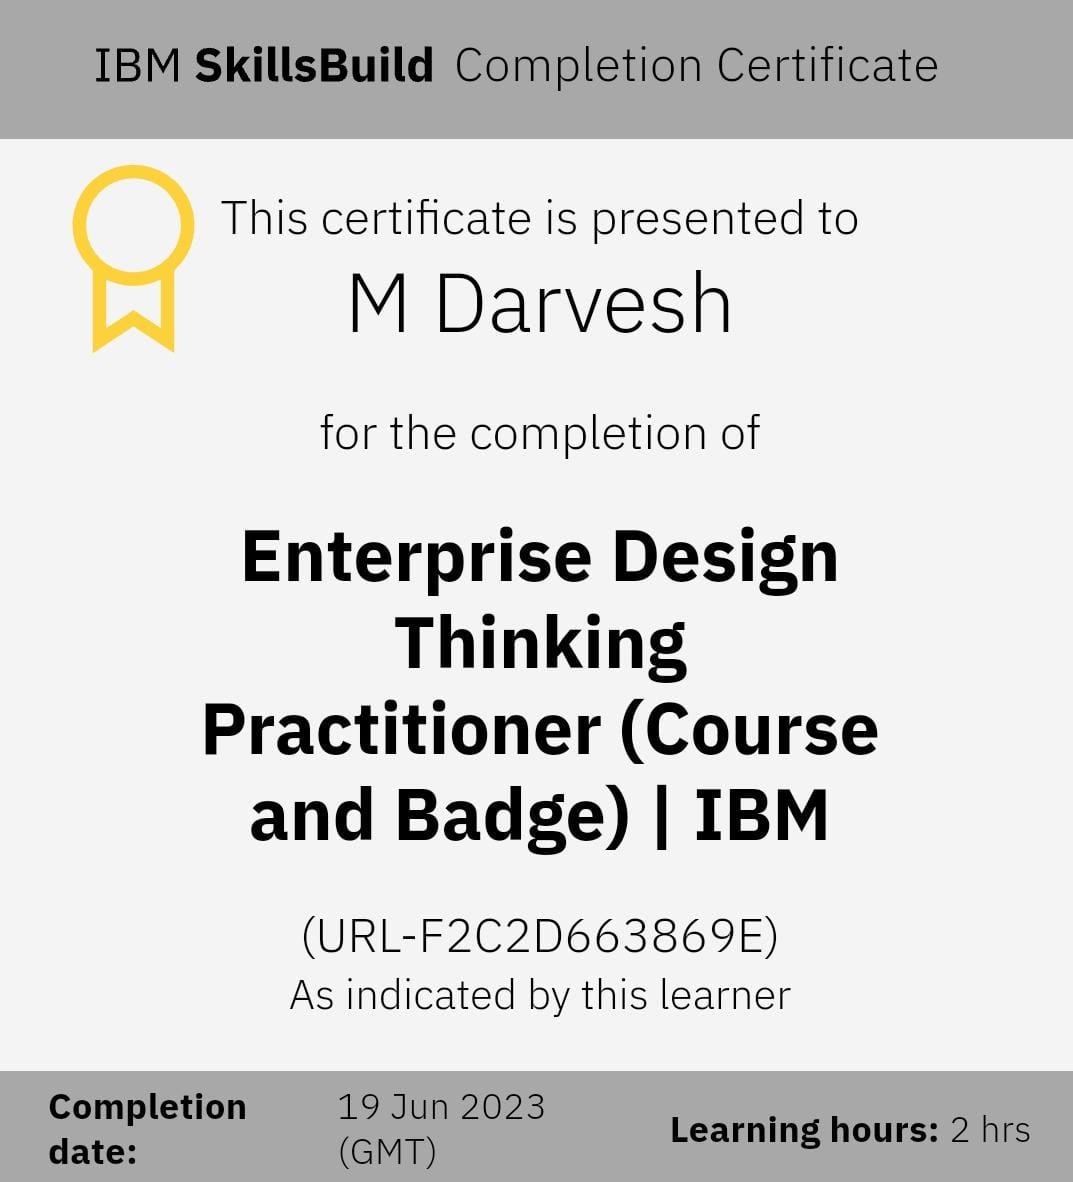 IBM SkillsBuild Completion Certificate
This certificate is presented to
M Darvesh
for the completion of
Enterprise Design
Thinking
Practitioner (Course
and Badge) | IBM
(URL-F2C2D663869E)
As indicated by this learner
Completion
date:
19 Jun 2023
(GMT)
Learning hours: 2 hrs